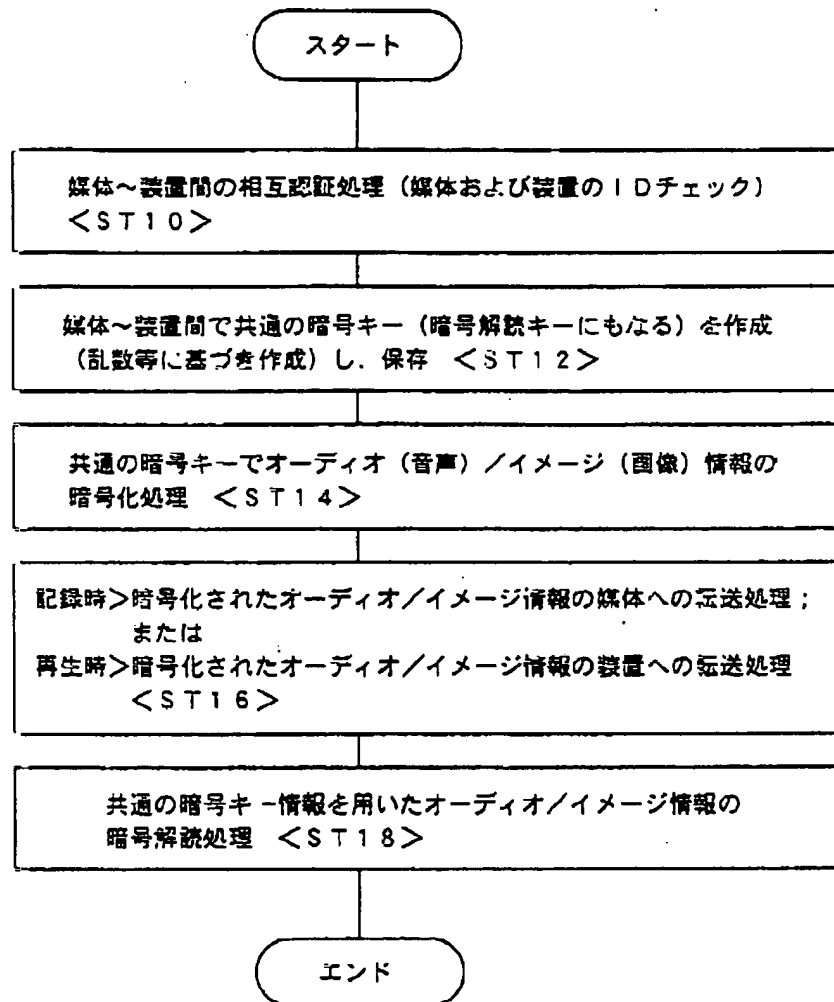 スタート
媒体～装置間の相互認証処理（媒体および装置のＩＤチェック）
＜ＳＴ１０＞
媒体～装置間で共通の暗号キー（暗号解読キーにもなる）を作成
（乱数等に基づき作成）し．保存　＜ＳＴ１２＞
共通の暗号キーでオーディオ（音声）／イメージ（画像）情報の
暗号化処理　＜ＳＴ１４＞
記録時＞暗号化されたオーディオ／イメージ情報の媒体への転送処理；
または
再生時＞暗号化されたオーディオ／イメージ情報の装置への転送処理
＜ＳＴ１６＞
共通の暗号キー情報を用いたオーディオ／イメージ情報の
暗号解読処理　＜ＳＴ１８＞
エンド